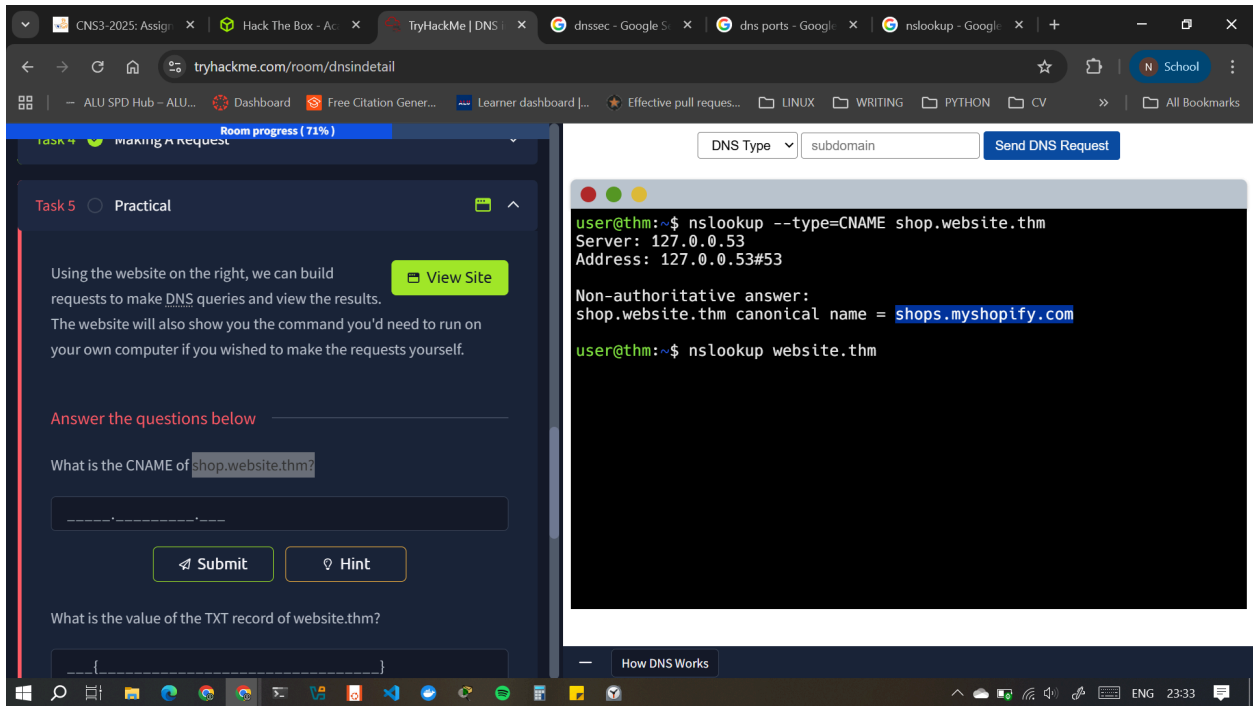 CNS3-2025: Assign
Hack The Box - Ac
TryHackMe | DNS i
dnssec - Google Se
dns ports - Google
nslookup - Google
tryhackme.com/room/dnsindetail
N School
ALU SPD Hub – ALU...
Dashboard
Free Citation Gener...
Learner dashboard |...
Effective pull reques...
LINUX
WRITING
PYTHON
CV
»
All Bookmarks
Room progress ( 71% )
Task 4 Making A Request
Task 5 Practical
Using the website on the right, we can build
requests to make DNS queries and view the results.
The website will also show you the command you'd need to run on
your own computer if you wished to make the requests yourself.
View Site
Answer the questions below
What is the CNAME of shop.website.thm?
_____._________.___
Submit
Hint
What is the value of the TXT record of website.thm?
___{________________________________}
DNS Type
subdomain
Send DNS Request
user@thm:~$ nslookup --type=CNAME shop.website.thm
Server: 127.0.0.53
Address: 127.0.0.53#53
Non-authoritative answer:
shop.website.thm canonical name = shops.myshopify.com
user@thm:~$ nslookup website.thm
How DNS Works
ENG
23:33